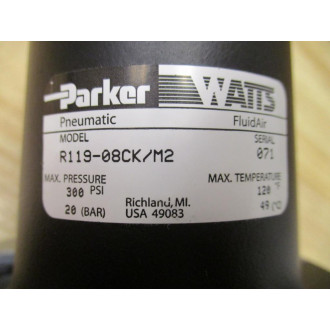 Parker WATTS
Pneumatic FluidAir
MODEL SERIAL
R119-08CK/M2 071
MAX. PRESSURE MAX. TEMPERATURE
300 PSI 120 °F
20 (BAR) 49 (°C)
Richland, MI.
USA 49083